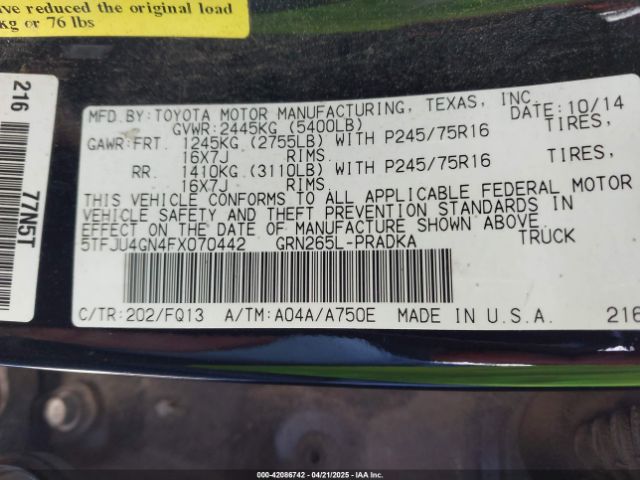 ve reduced the original load
kg or 76 lbs
216
77N5T
MFD.BY:TOYOTA MOTOR MANUFACTURING, TEXAS, INC.
DATE:10/14
GVWR:2445KG (5400LB)
GAWR:FRT. 1245KG (2755LB) WITH P245/75R16 TIRES,
16X7J RIMS.
RR. 1410KG (3110LB) WITH P245/75R16 TIRES,
16X7J RIMS.
THIS VEHICLE CONFORMS TO ALL APPLICABLE FEDERAL MOTOR
VEHICLE SAFETY AND THEFT PREVENTION STANDARDS IN
EFFECT ON THE DATE OF MANUFACTURE SHOWN ABOVE.
5TFJU4GN4FX070442 GRN265L-PRADKA TRUCK
C/TR:202/FQ13 A/TM:A04A/A750E MADE IN U.S.A. 216
000-42086742 - 04/21/2025 - IAA Inc.